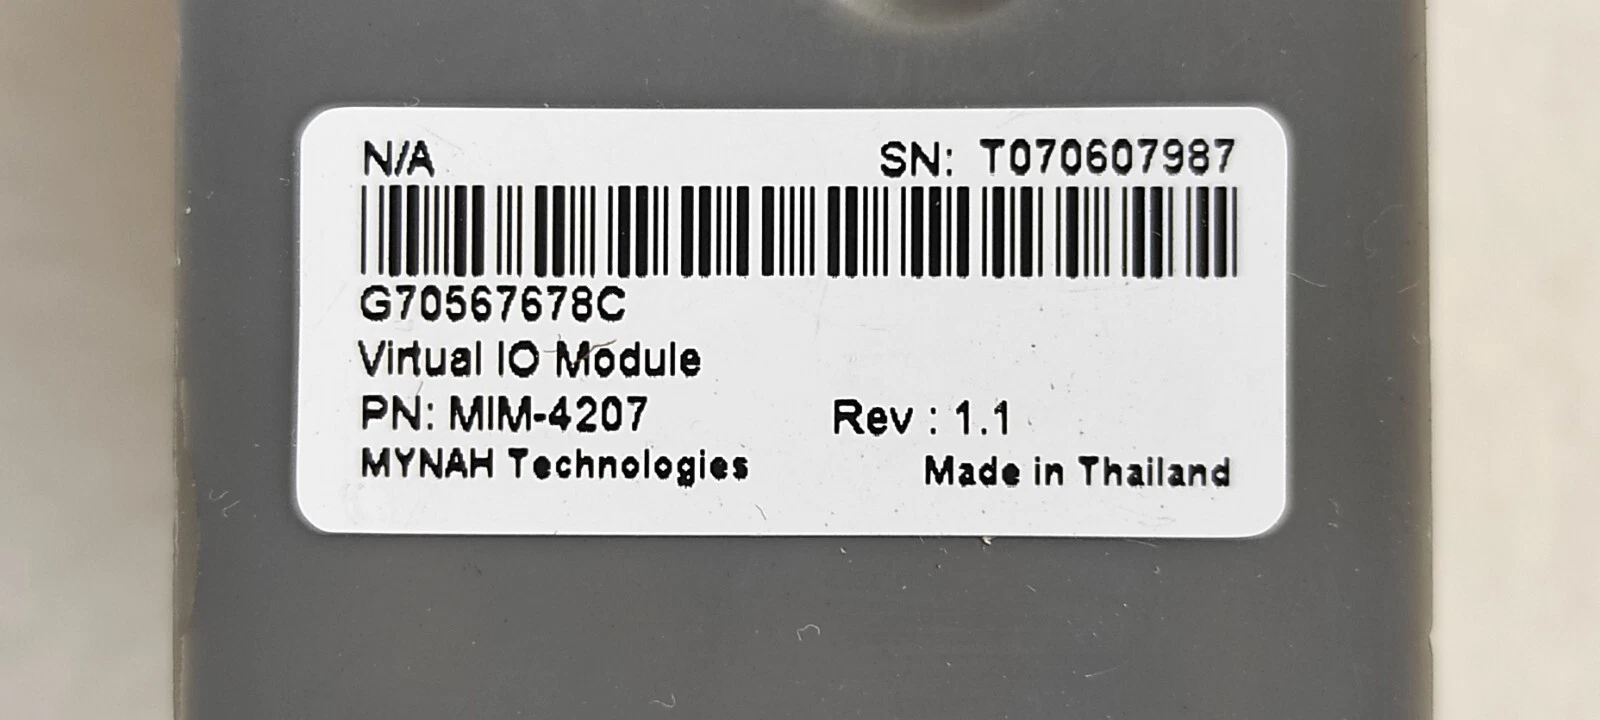 N/A SN: T070607987
G70567678C
Virtual IO Module
PN: MIM-4207 Rev : 1.1
MYNAH Technologies Made in Thailand